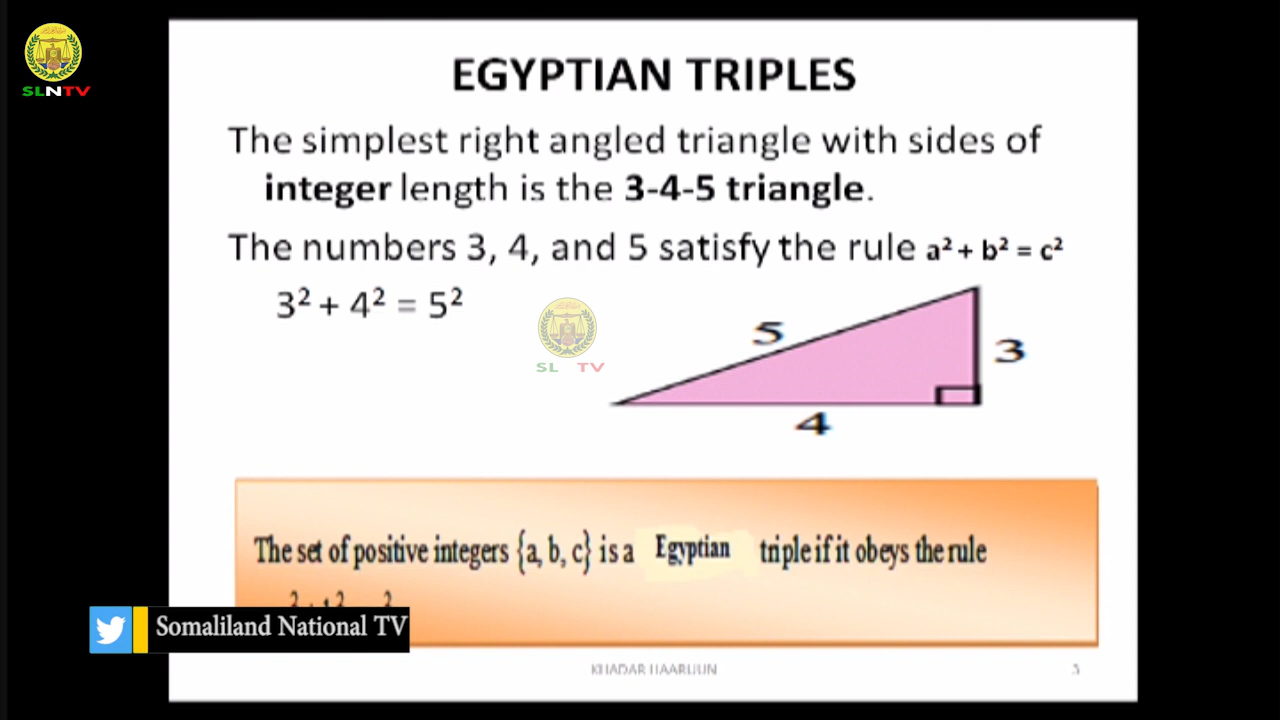 SLNTV
EGYPTIAN TRIPLES
The simplest right angled triangle with sides of
integer length is the 3-4-5 triangle.
The numbers 3, 4, and 5 satisfy the rule a² + b² = c²
3² + 4² = 5²
SL TV
5
3
4
The set of positive integers {a, b, c} is a Egyptian triple if it obeys the rule
Somaliland National TV
KHADAR HAARUUN